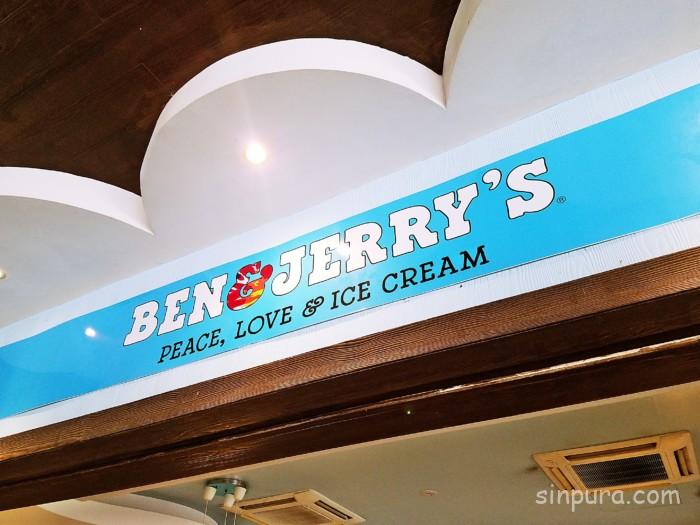 BEN & JERRY'S®
PEACE, LOVE & ICE CREAM
sinpura.com